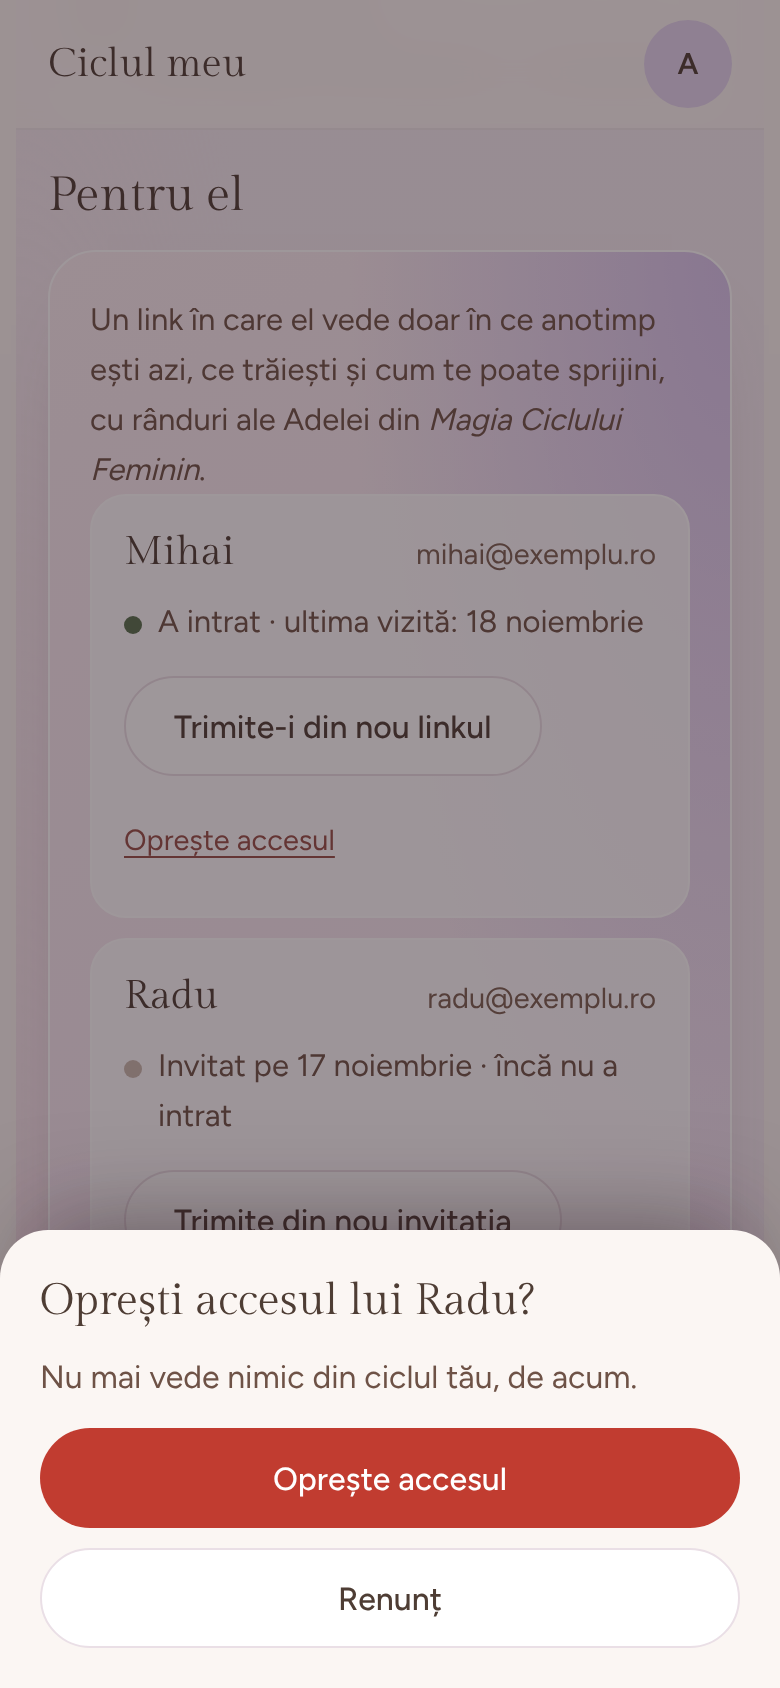 Ciclul meu
A
Pentru el
Un link în care el vede doar în ce anotimp
ești azi, ce trăiești și cum te poate sprijini,
cu rânduri ale Adelei din Magia Ciclului
Feminin.
Mihai
mihai@exemplu.ro
A intrat · ultima vizită: 18 noiembrie
Trimite-i din nou linkul
Oprește accesul
Radu
radu@exemplu.ro
Invitat pe 17 noiembrie · încă nu a
intrat
Trimite din nou invitația
Oprești accesul lui Radu?
Nu mai vede nimic din ciclul tău, de acum.
Oprește accesul
Renunț